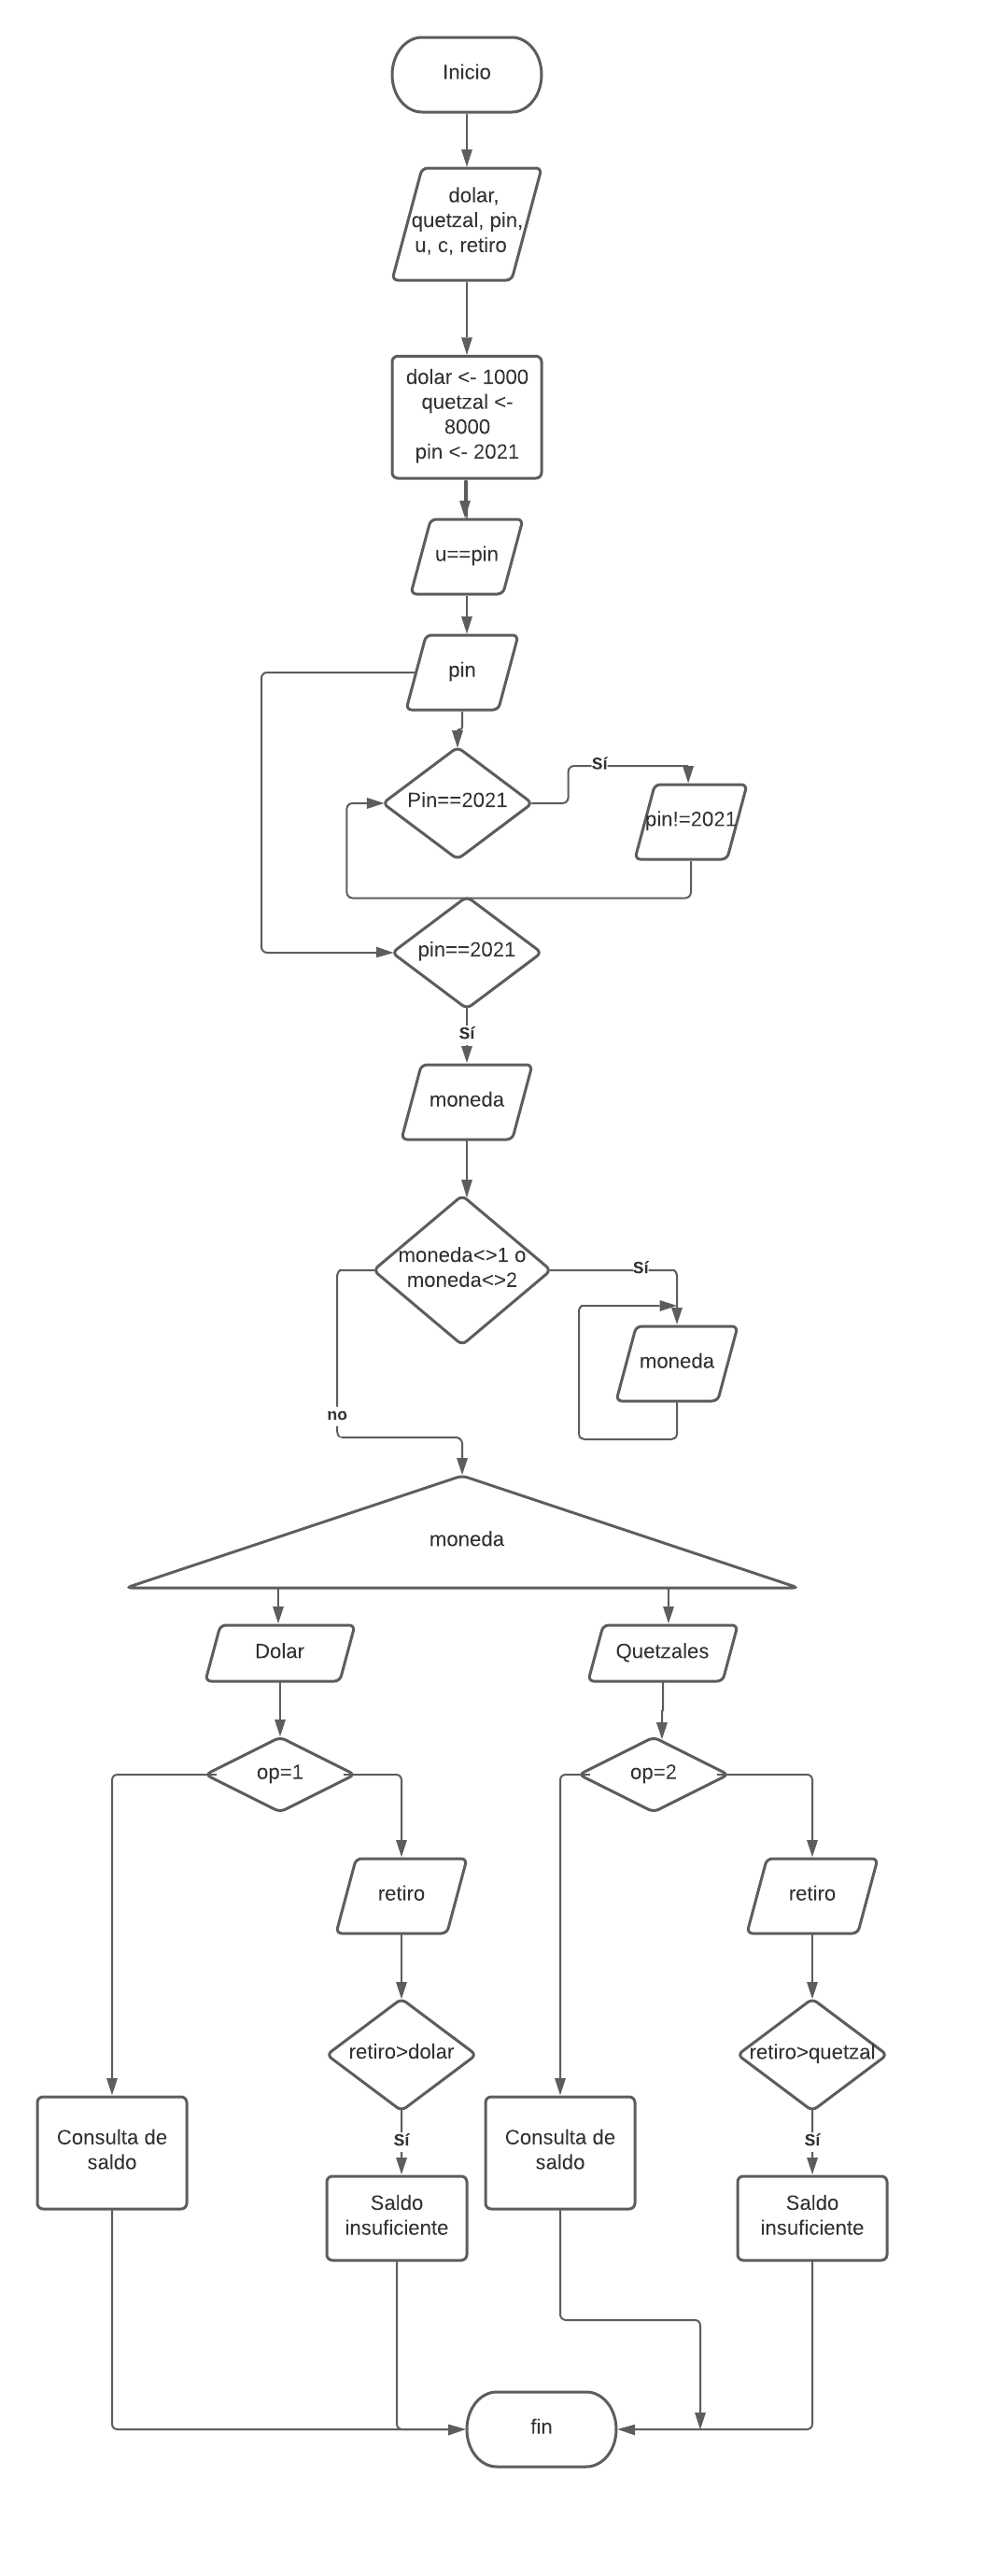 Inicio
dolar,
quetzal, pin,
u, c, retiro
dolar <- 1000
quetzal <-
8000
pin <- 2021
u==pin
pin
Pin==2021
Sí
pin!=2021
pin==2021
Sí
moneda
moneda<>1 o
moneda<>2
Sí
moneda
no
moneda
Dolar
Quetzales
op=1
op=2
retiro
retiro
retiro>dolar
retiro>quetzal
Consulta de
saldo
Sí
Saldo
insuficiente
Consulta de
saldo
Sí
Saldo
insuficiente
fin